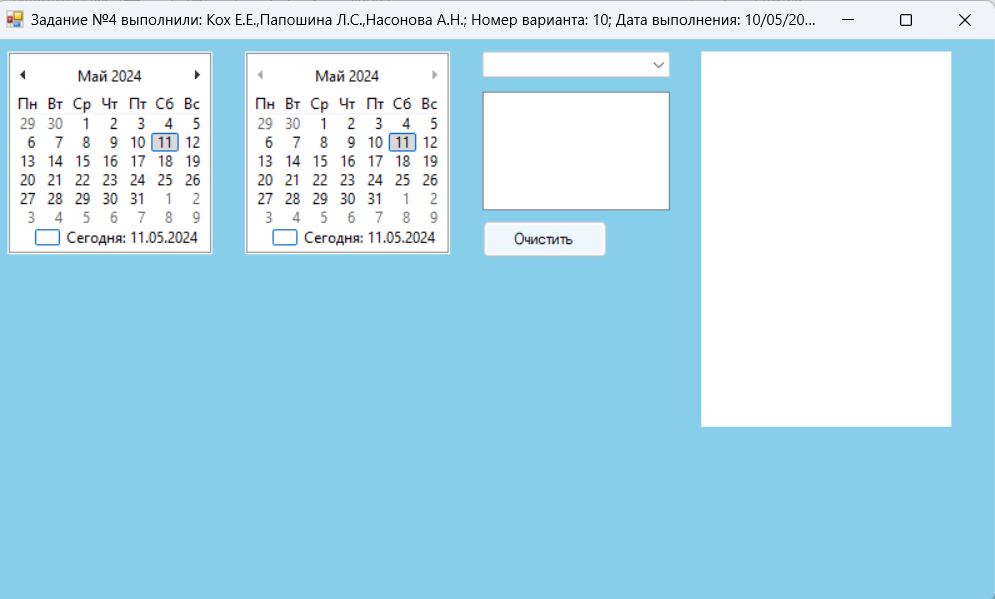 Задание №4 выполнили: Кох Е.Е.,Папошина Л.С.,Насонова А.Н.; Номер варианта: 10; Дата выполнения: 10/05/20...
Май 2024
Пн Вт Ср Чт Пт Сб Вс
29 30 1 2 3 4 5
6 7 8 9 10 11 12
13 14 15 16 17 18 19
20 21 22 23 24 25 26
27 28 29 30 31 1 2
3 4 5 6 7 8 9
Сегодня: 11.05.2024
Май 2024
Пн Вт Ср Чт Пт Сб Вс
29 30 1 2 3 4 5
6 7 8 9 10 11 12
13 14 15 16 17 18 19
20 21 22 23 24 25 26
27 28 29 30 31 1 2
3 4 5 6 7 8 9
Сегодня: 11.05.2024
Очистить